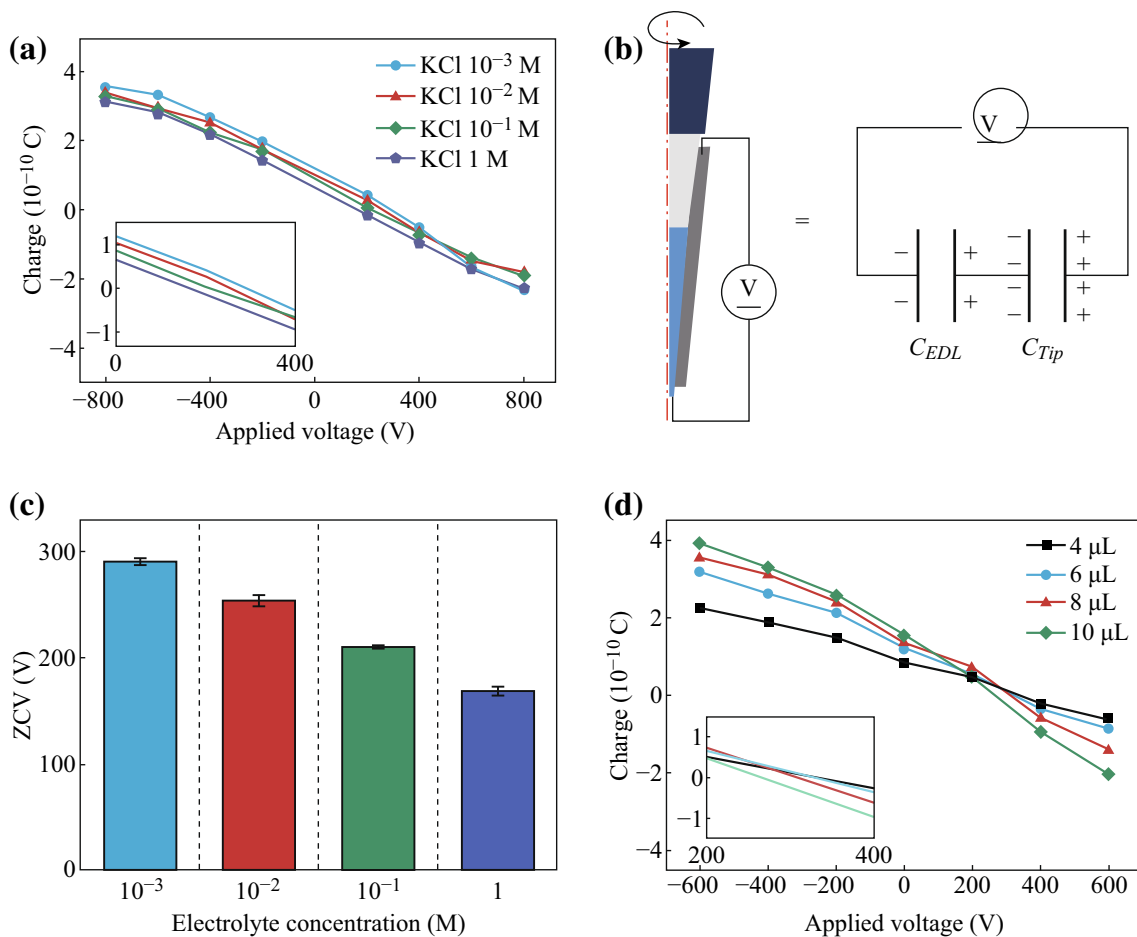 (a)
Charge (10⁻¹⁰ C)
4
2
0
−2
−4
KCl 10⁻³ M
KCl 10⁻² M
KCl 10⁻¹ M
KCl 1 M
1
0
−1
0 400
−800 −400 0 400 800
Applied voltage (V)
(b)
V
=
V
− + − +
− +
− + − +
− +
C_EDL C_Tip
(c)
ZCV (V)
300
200
100
0
10⁻³ 10⁻² 10⁻¹ 1
Electrolyte concentration (M)
(d)
Charge (10⁻¹⁰ C)
4
2
0
−2
−4
4 μL
6 μL
8 μL
10 μL
1
0
−1
200 400
−600 −400 −200 0 200 400 600
Applied voltage (V)